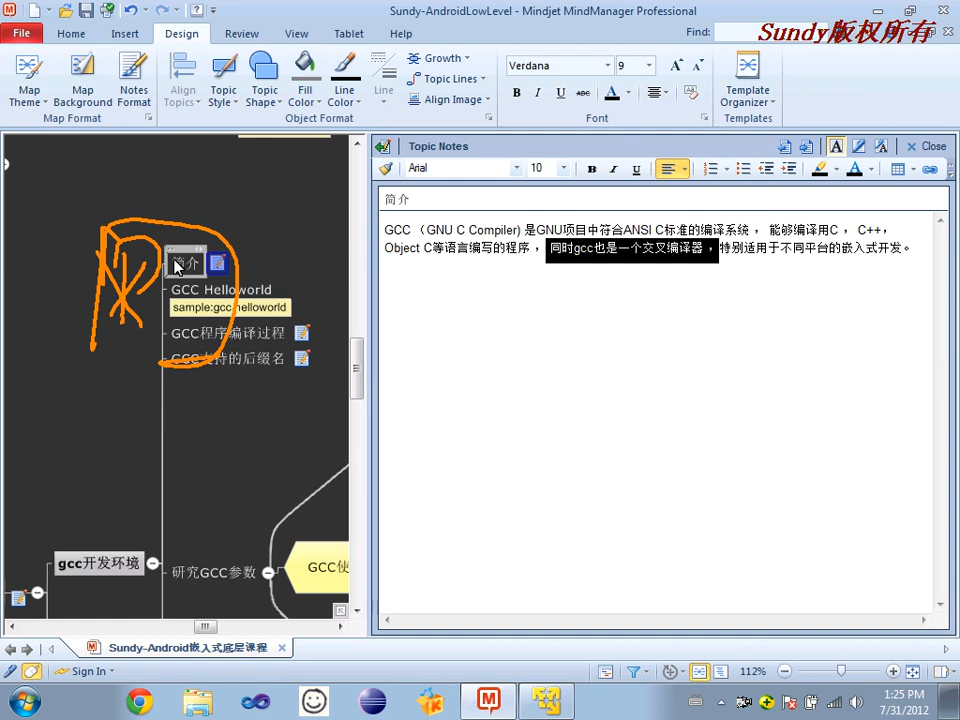 Sundy-AndroidLowLevel - Mindjet MindManager Professional
File
Home
Insert
Design
Review
View
Tablet
Help
Find:
Sundy版权所有
Map Theme
Map Background
Notes Format
Map Format
Align Topics
Topic Style
Topic Shape
Fill Color
Line Color
Line
Growth
Topic Lines
Align Image
Object Format
Verdana
9
B I U ABC A
Font
Template Organizer
Templates
Topic Notes
Close
Arial
10
B I U
简介
GCC （GNU C Compiler) 是GNU项目中符合ANSI C标准的编译系统， 能够编译用C， C++，
Object C等语言编写的程序， 同时gcc也是一个交叉编译器，特别适用于不同平台的嵌入式开发。
简介
GCC Helloworld
sample:gcc helloworld
GCC程序编译过程
GCC支持的后缀名
gcc开发环境
研究GCC参数
GCC使
Sundy-Android嵌入式底层课程
Sign In
112%
1:25 PM
7/31/2012